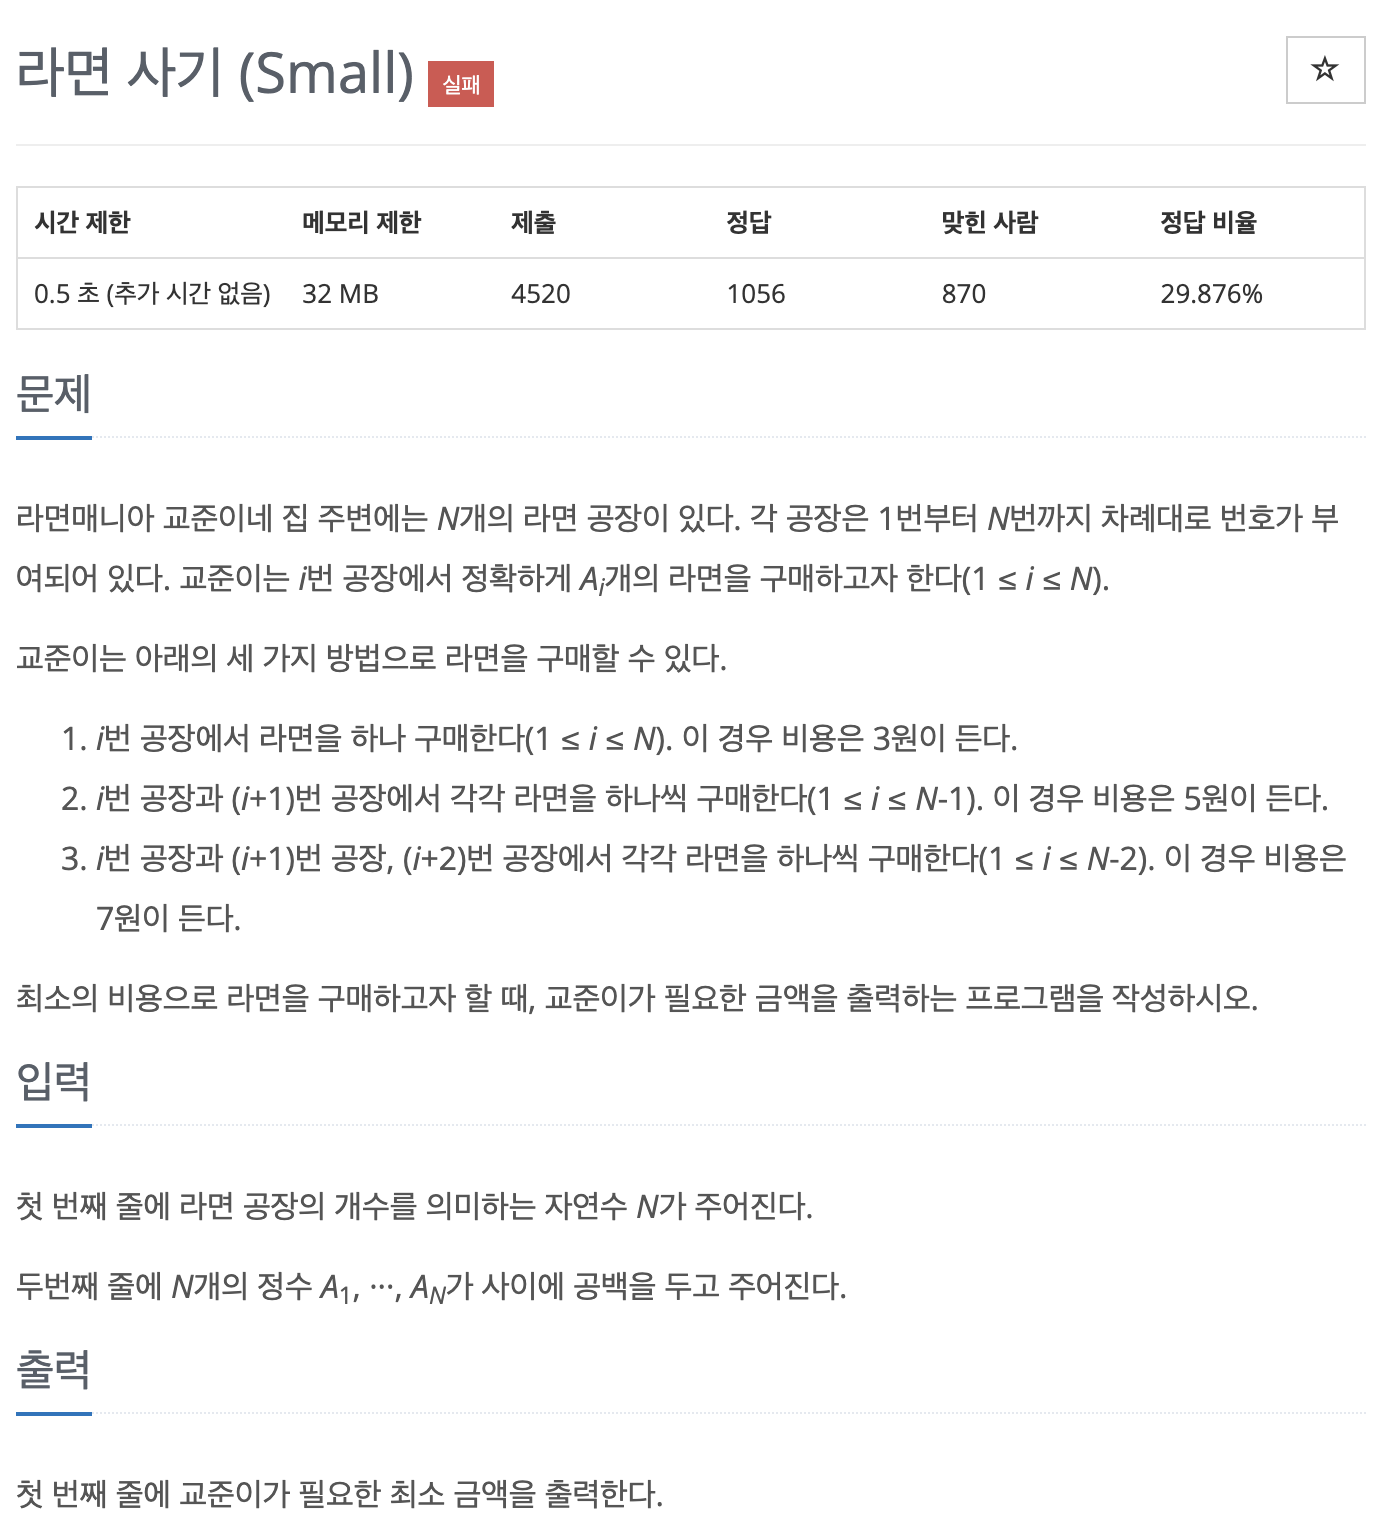 라면 사기 (Small) 실패
☆
시간 제한 메모리 제한 제출 정답 맞힌 사람 정답 비율
0.5 초 (추가 시간 없음) 32 MB 4520 1056 870 29.876%
문제
라면매니아 교준이네 집 주변에는 N개의 라면 공장이 있다. 각 공장은 1번부터 N번까지 차례대로 번호가 부
여되어 있다. 교준이는 i번 공장에서 정확하게 Ai개의 라면을 구매하고자 한다(1 ≤ i ≤ N).
교준이는 아래의 세 가지 방법으로 라면을 구매할 수 있다.
1. i번 공장에서 라면을 하나 구매한다(1 ≤ i ≤ N). 이 경우 비용은 3원이 든다.
2. i번 공장과 (i+1)번 공장에서 각각 라면을 하나씩 구매한다(1 ≤ i ≤ N-1). 이 경우 비용은 5원이 든다.
3. i번 공장과 (i+1)번 공장, (i+2)번 공장에서 각각 라면을 하나씩 구매한다(1 ≤ i ≤ N-2). 이 경우 비용은
7원이 든다.
최소의 비용으로 라면을 구매하고자 할 때, 교준이가 필요한 금액을 출력하는 프로그램을 작성하시오.
입력
첫 번째 줄에 라면 공장의 개수를 의미하는 자연수 N가 주어진다.
두번째 줄에 N개의 정수 A1, ···, AN가 사이에 공백을 두고 주어진다.
출력
첫 번째 줄에 교준이가 필요한 최소 금액을 출력한다.